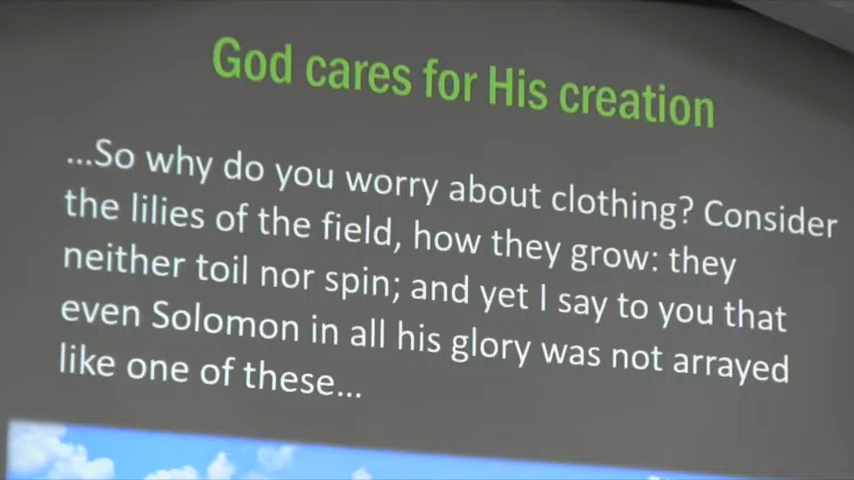 God cares for His creation
...So why do you worry about clothing? Consider
the lilies of the field, how they grow: they
neither toil nor spin; and yet I say to you that
even Solomon in all his glory was not arrayed
like one of these...